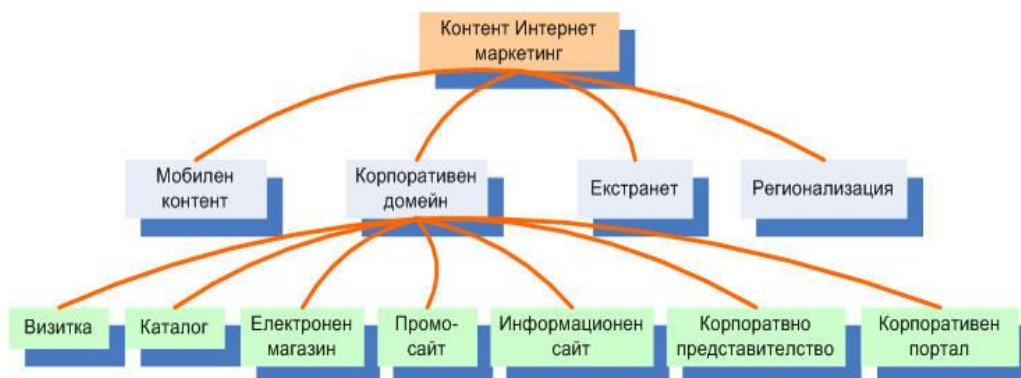 Контент Интернет
маркетинг
Мобилен
контент
Корпоративен
домейн
Екстранет
Регионализация
Визитка
Каталог
Електронен
магазин
Промо-
сайт
Информационен
сайт
Корпоратвно
представителство
Корпоративен
портал